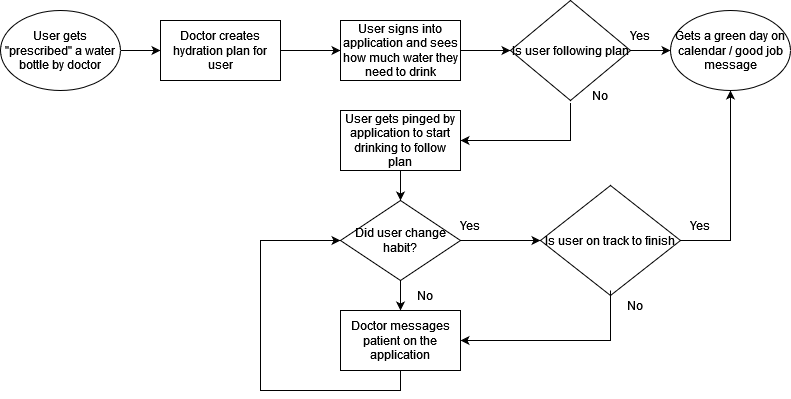 User gets
"prescribed" a water
bottle by doctor
Doctor creates
hydration plan for
user
User signs into
application and sees
how much water they
need to drink
Is user following plan
Yes
Gets a green day on
calendar / good job
message
No
User gets pinged by
application to start
drinking to follow
plan
Did user change
habit?
Yes
Is user on track to finish
Yes
No
No
Doctor messages
patient on the
application